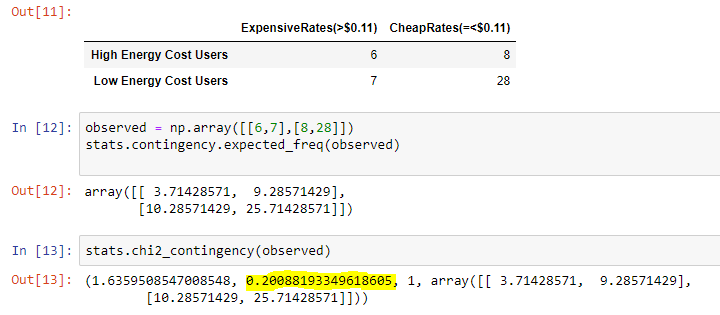 Out[11]:
ExpensiveRates(>$0.11) CheapRates(=<$0.11)
High Energy Cost Users 6 8
Low Energy Cost Users 7 28
In [12]: observed = np.array([[6,7],[8,28]])
stats.contingency.expected_freq(observed)
Out[12]: array([[ 3.71428571, 9.28571429],
[10.28571429, 25.71428571]])
In [13]: stats.chi2_contingency(observed)
Out[13]: (1.6359508547008548, 0.20088193349618605, 1, array([[ 3.71428571, 9.28571429],
[10.28571429, 25.71428571]]))